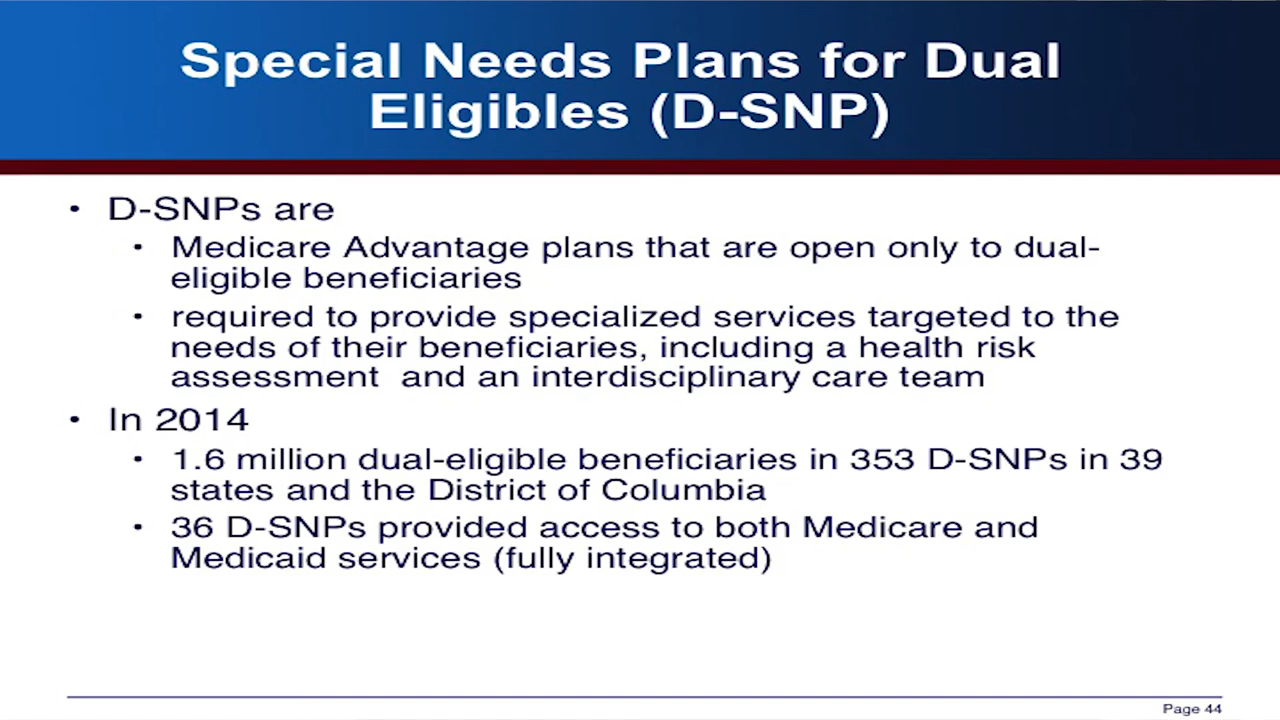 Special Needs Plans for Dual
Eligibles (D-SNP)
• D-SNPs are
• Medicare Advantage plans that are open only to dual-
eligible beneficiaries
• required to provide specialized services targeted to the
needs of their beneficiaries, including a health risk
assessment  and an interdisciplinary care team
• In 2014
• 1.6 million dual-eligible beneficiaries in 353 D-SNPs in 39
states and the District of Columbia
• 36 D-SNPs provided access to both Medicare and
Medicaid services (fully integrated)
Page 44